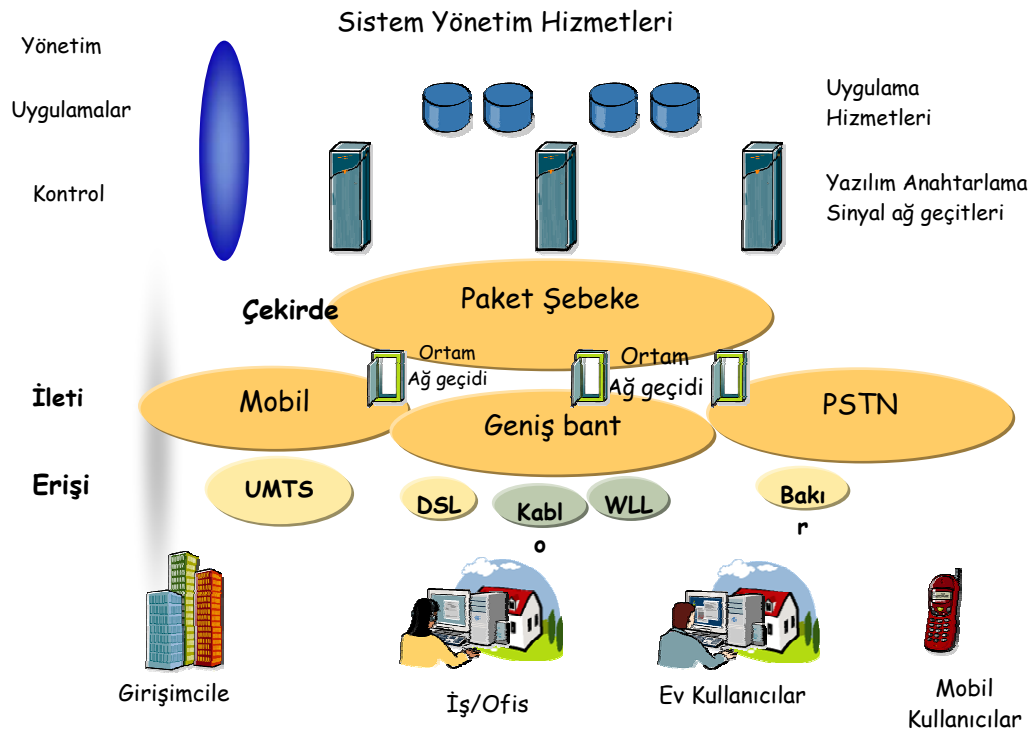 Sistem Yönetim Hizmetleri
Yönetim
Uygulamalar
Uygulama
Hizmetleri
Kontrol
Yazılım Anahtarlama
Sinyal ağ geçitleri
Çekirde
Paket Şebeke
Ortam
Ağ geçidi
Ortam
Ağ geçidi
İleti
Mobil
Geniş bant
PSTN
Erişi
UMTS
DSL
Kabl
o
WLL
Bakı
r
Girişimcile
İş/Ofis
Ev Kullanıcılar
Mobil
Kullanıcılar